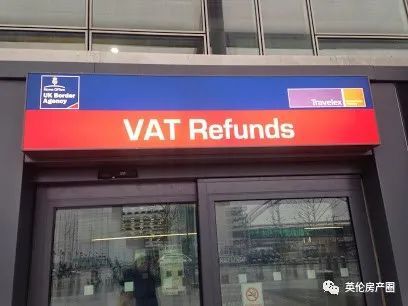 Home Office
UK Border
Agency
Travelex
VAT Refunds
英伦房产圈